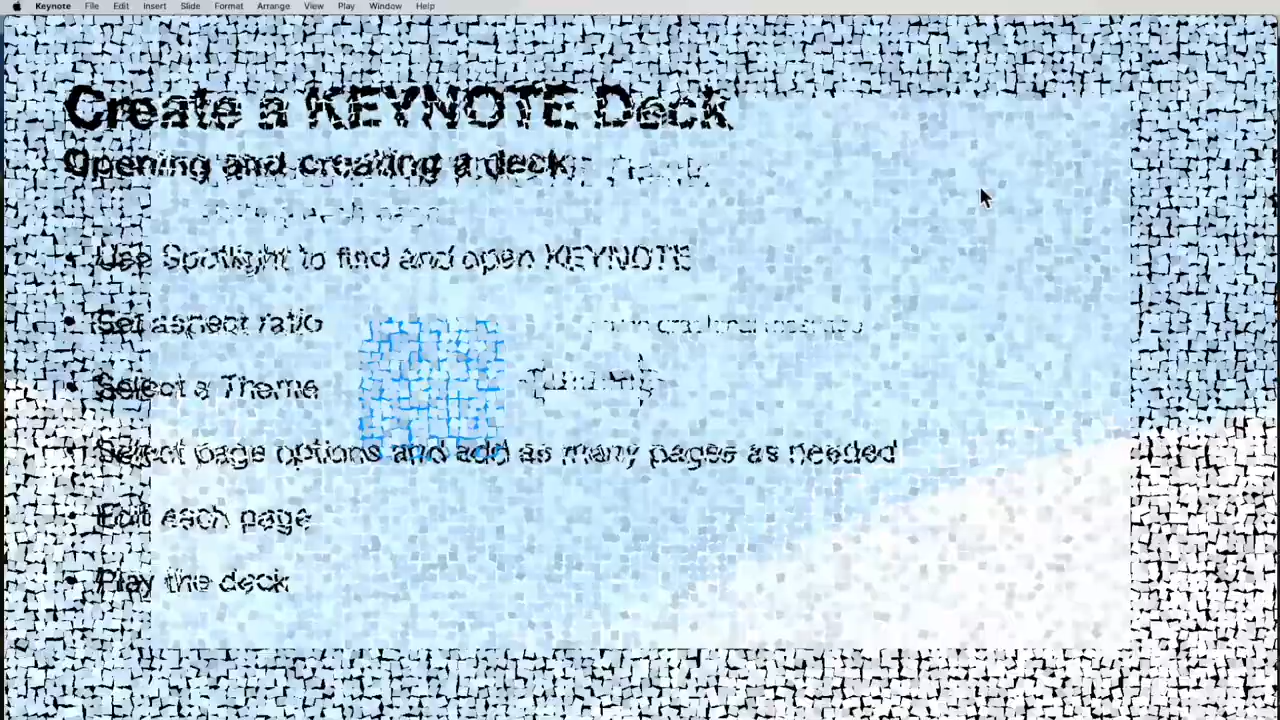 Keynote File Edit Insert Slide Format Arrange View Play Window Help
Create a KEYNOTE Deck
Opening and creating a deck
• Use Spotlight to find and open KEYNOTE
• Set aspect ratio
• Select a Theme
• Select page options and add as many pages as needed
• Edit each page
• Play the deck